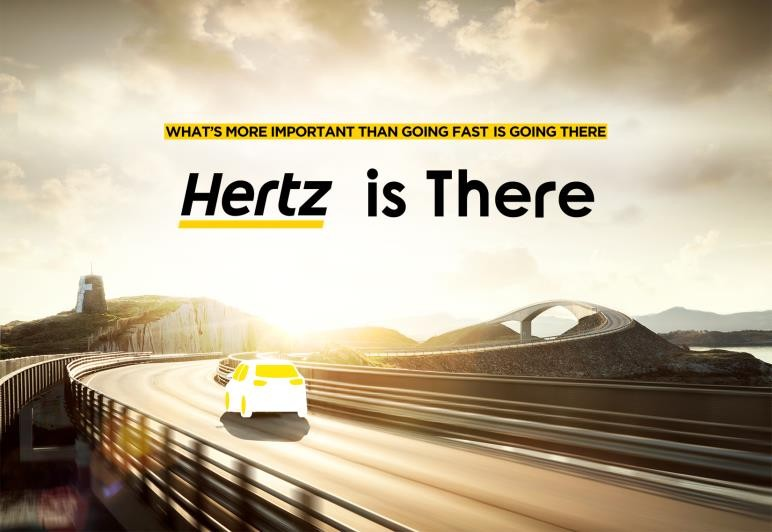 WHAT'S MORE IMPORTANT THAN GOING FAST IS GOING THERE
Hertz is There